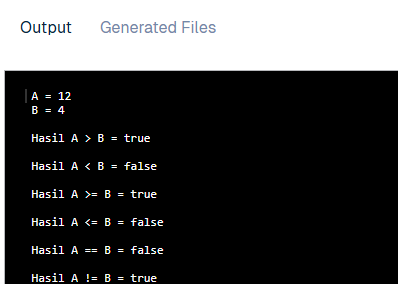 Output Generated Files
A = 12
B = 4
Hasil A > B = true
Hasil A < B = false
Hasil A >= B = true
Hasil A <= B = false
Hasil A == B = false
Hasil A != B = true